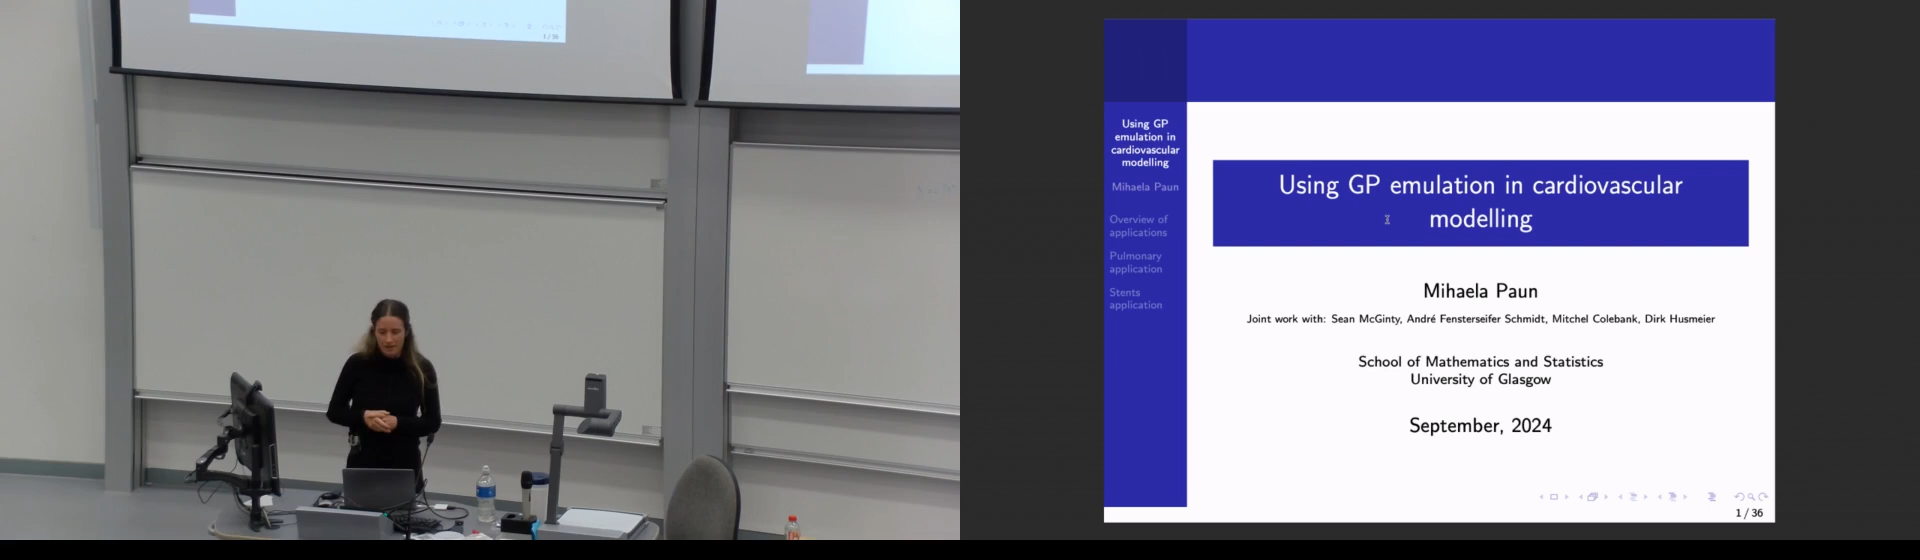 1 / 36
Using GP
emulation in
cardiovascular
modelling
Mihaela Paun
Overview of
applications
Pulmonary
application
Stents
application
Using GP emulation in cardiovascular
modelling
Mihaela Paun
Joint work with: Sean McGinty, André Fensterseifer Schmidt, Mitchel Colebank, Dirk Husmeier
School of Mathematics and Statistics
University of Glasgow
September, 2024
1 / 36